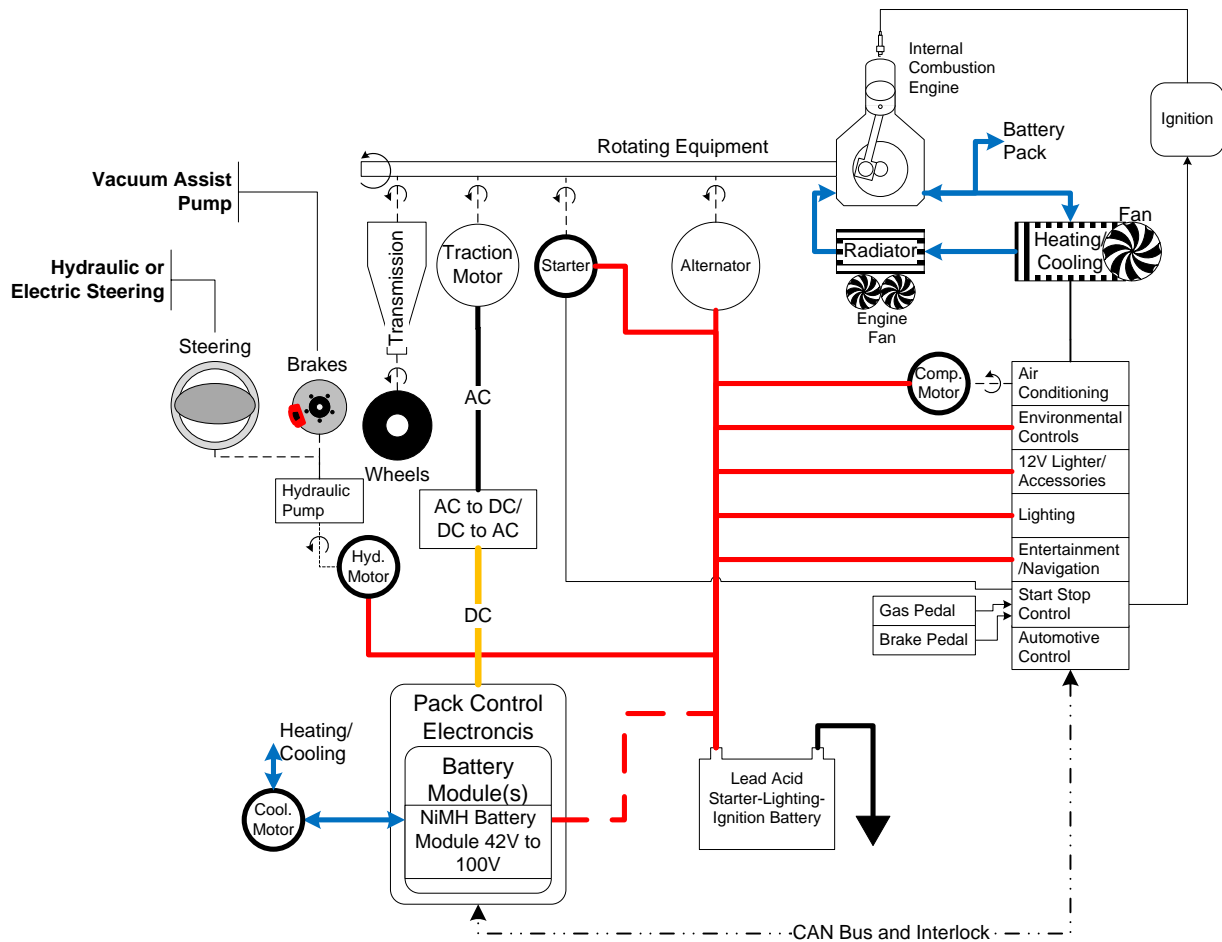 Internal
Combustion
Engine
Ignition
Battery
Pack
Rotating Equipment
Vacuum Assist
Pump
Fan
Heating/
Cooling
Radiator
Engine
Fan
Transmission
Traction
Motor
Starter
Alternator
Hydraulic or
Electric Steering
Steering
Brakes
Wheels
AC
Comp.
Motor
Air
Conditioning
Environmental
Controls
12V Lighter/
Accessories
Lighting
Entertainment
/Navigation
Start Stop
Control
Automotive
Control
Gas Pedal
Brake Pedal
Hydraulic
Pump
AC to DC/
DC to AC
Hyd.
Motor
DC
Pack Control
Electroncis
Battery
Module(s)
NiMH Battery
Module 42V to
100V
Heating/
Cooling
Cool.
Motor
Lead Acid
Starter-Lighting-
Ignition Battery
CAN Bus and Interlock